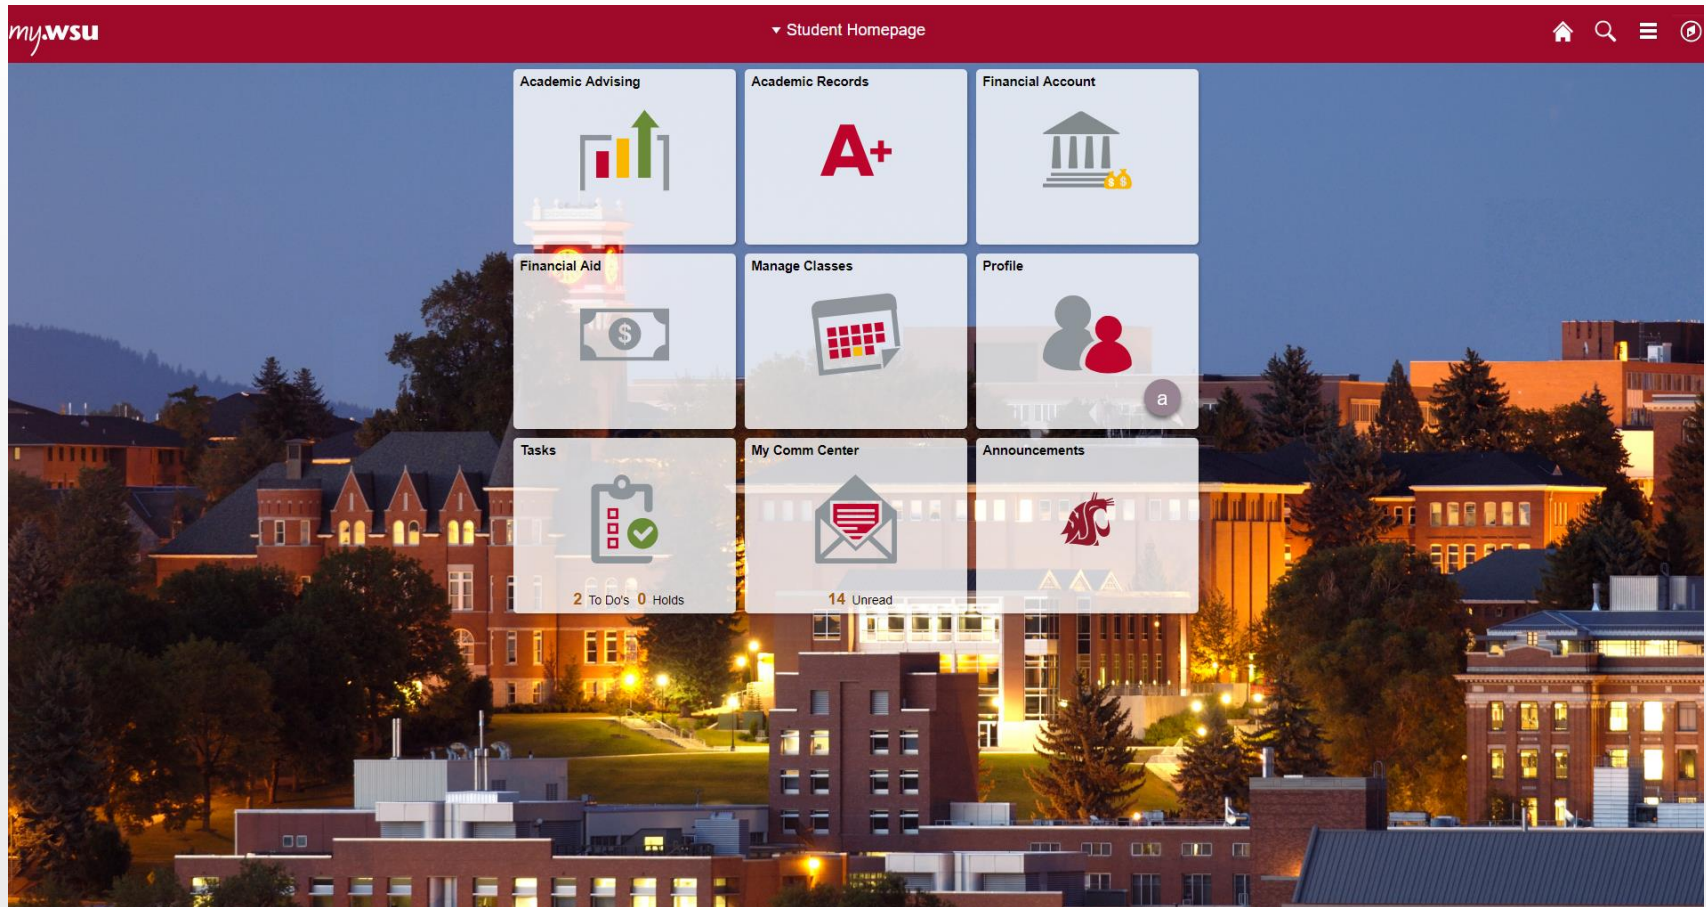 my.wsu
Student Homepage
Academic Advising
Academic Records
A+
Financial Account
$ $
Financial Aid
$
Manage Classes
Profile
a
Tasks
2 To Do's 0 Holds
My Comm Center
14 Unread
Announcements
WSC